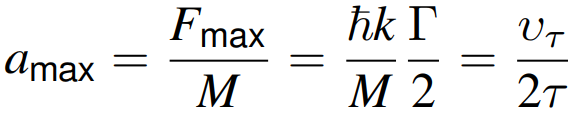 a_max = F_max / M = ħk / M Γ / 2 = υ_τ / 2τ